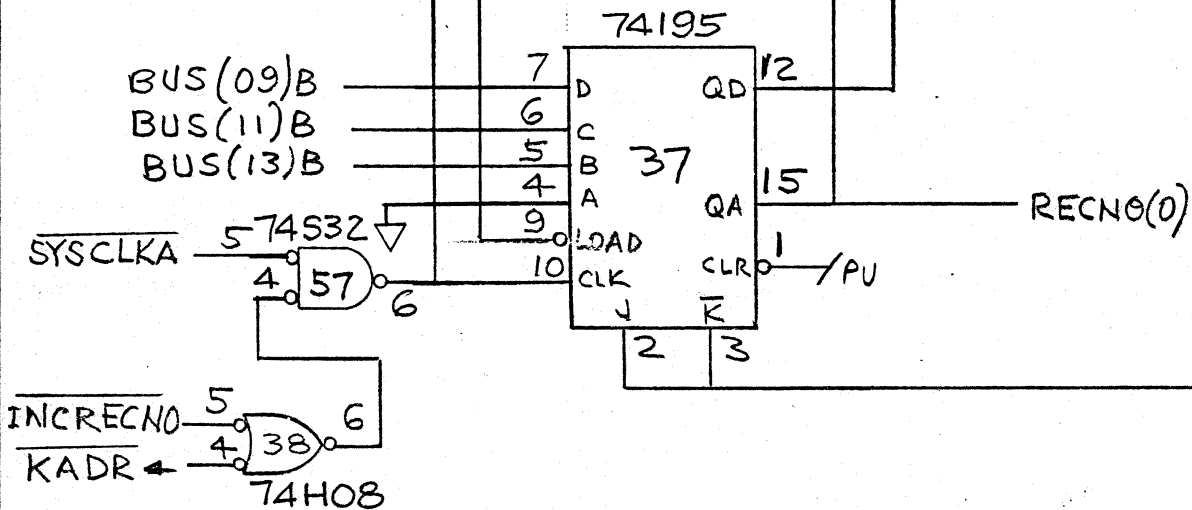 74195
BUS(09)B 7 D QD 12
BUS(11)B 6 C
BUS(13)B 5 B 37
4 A QA 15 RECNO(0)
9 LOAD
SYSCLKA 5 74S32
4 57 6
10 CLK CLR 1 PU
J K
2 3
INCRECNO 5 6
KADR 4 38
74H08